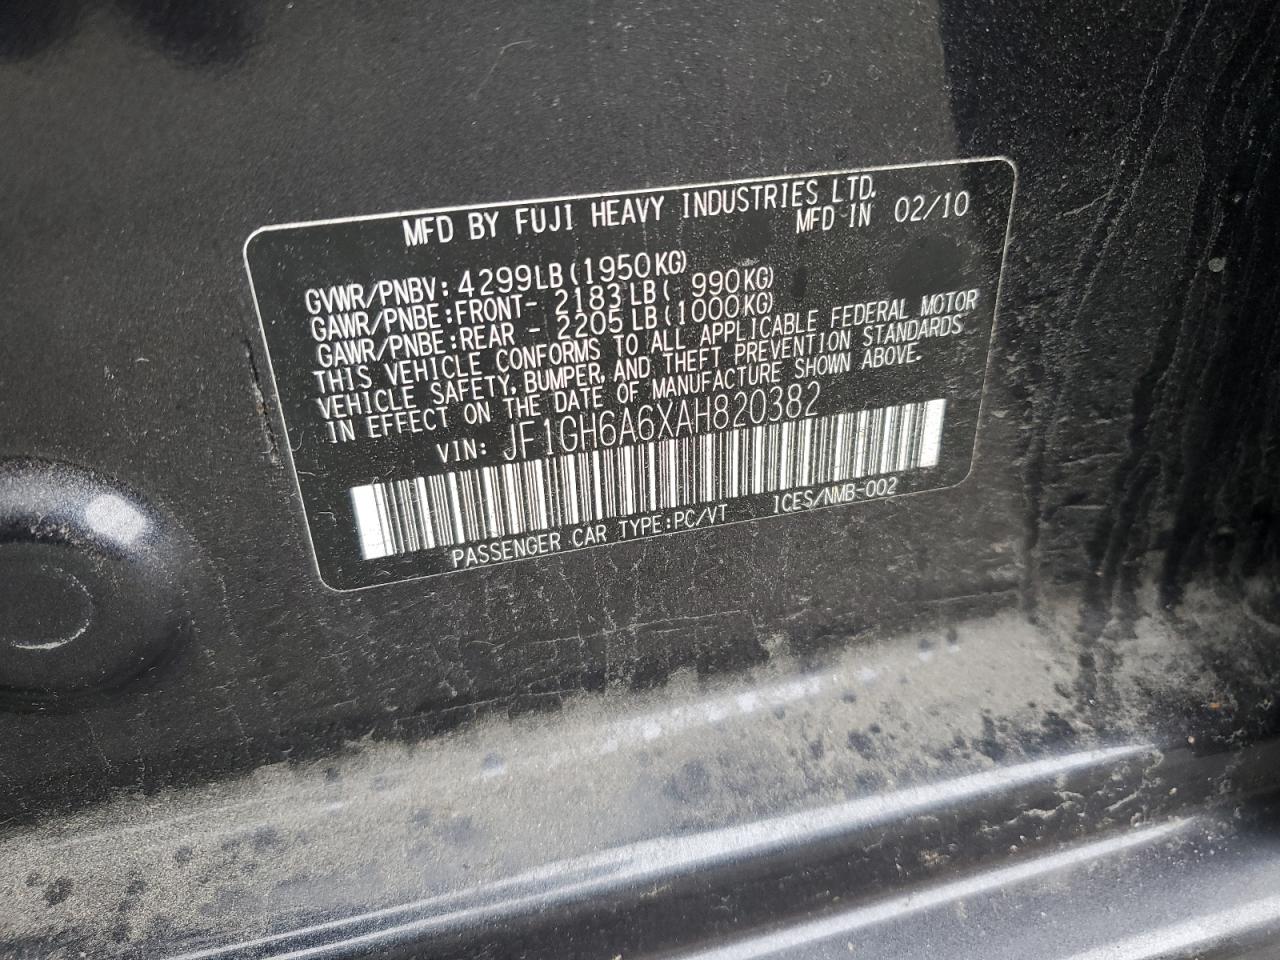 MFD BY FUJI HEAVY INDUSTRIES LTD.
MFD IN 02/10
GVWR/PNBV: 4299LB(1950KG)
GAWR/PNBE:FRONT- 2183LB( 990KG)
GAWR/PNBE:REAR - 2205LB(1000KG)
THIS VEHICLE CONFORMS TO ALL APPLICABLE FEDERAL MOTOR
VEHICLE SAFETY, BUMPER, AND THEFT PREVENTION STANDARDS
IN EFFECT ON THE DATE OF MANUFACTURE SHOWN ABOVE.
VIN: JF1GH6A6XAH820382
PASSENGER CAR TYPE:PC/VT ICES/NMB-002